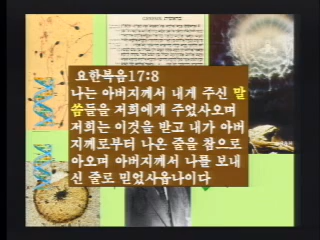 요한복음17:8
나는 아버지께서 내게 주신 말
씀들을 저희에게 주었사오며
저희는 이것을 받고 내가 아버
지께로부터 나온 줄을 참으로
아오며 아버지께서 나를 보내
신 줄로 믿었사옵나이다